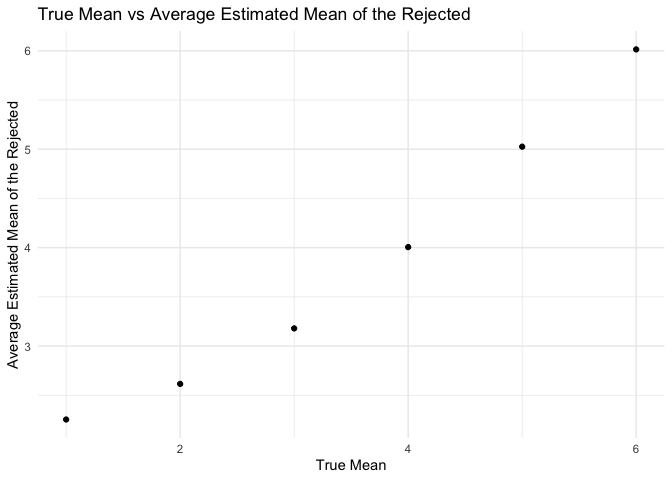 True Mean vs Average Estimated Mean of the Rejected
Average Estimated Mean of the Rejected
6
5
4
3
2
4
6
True Mean